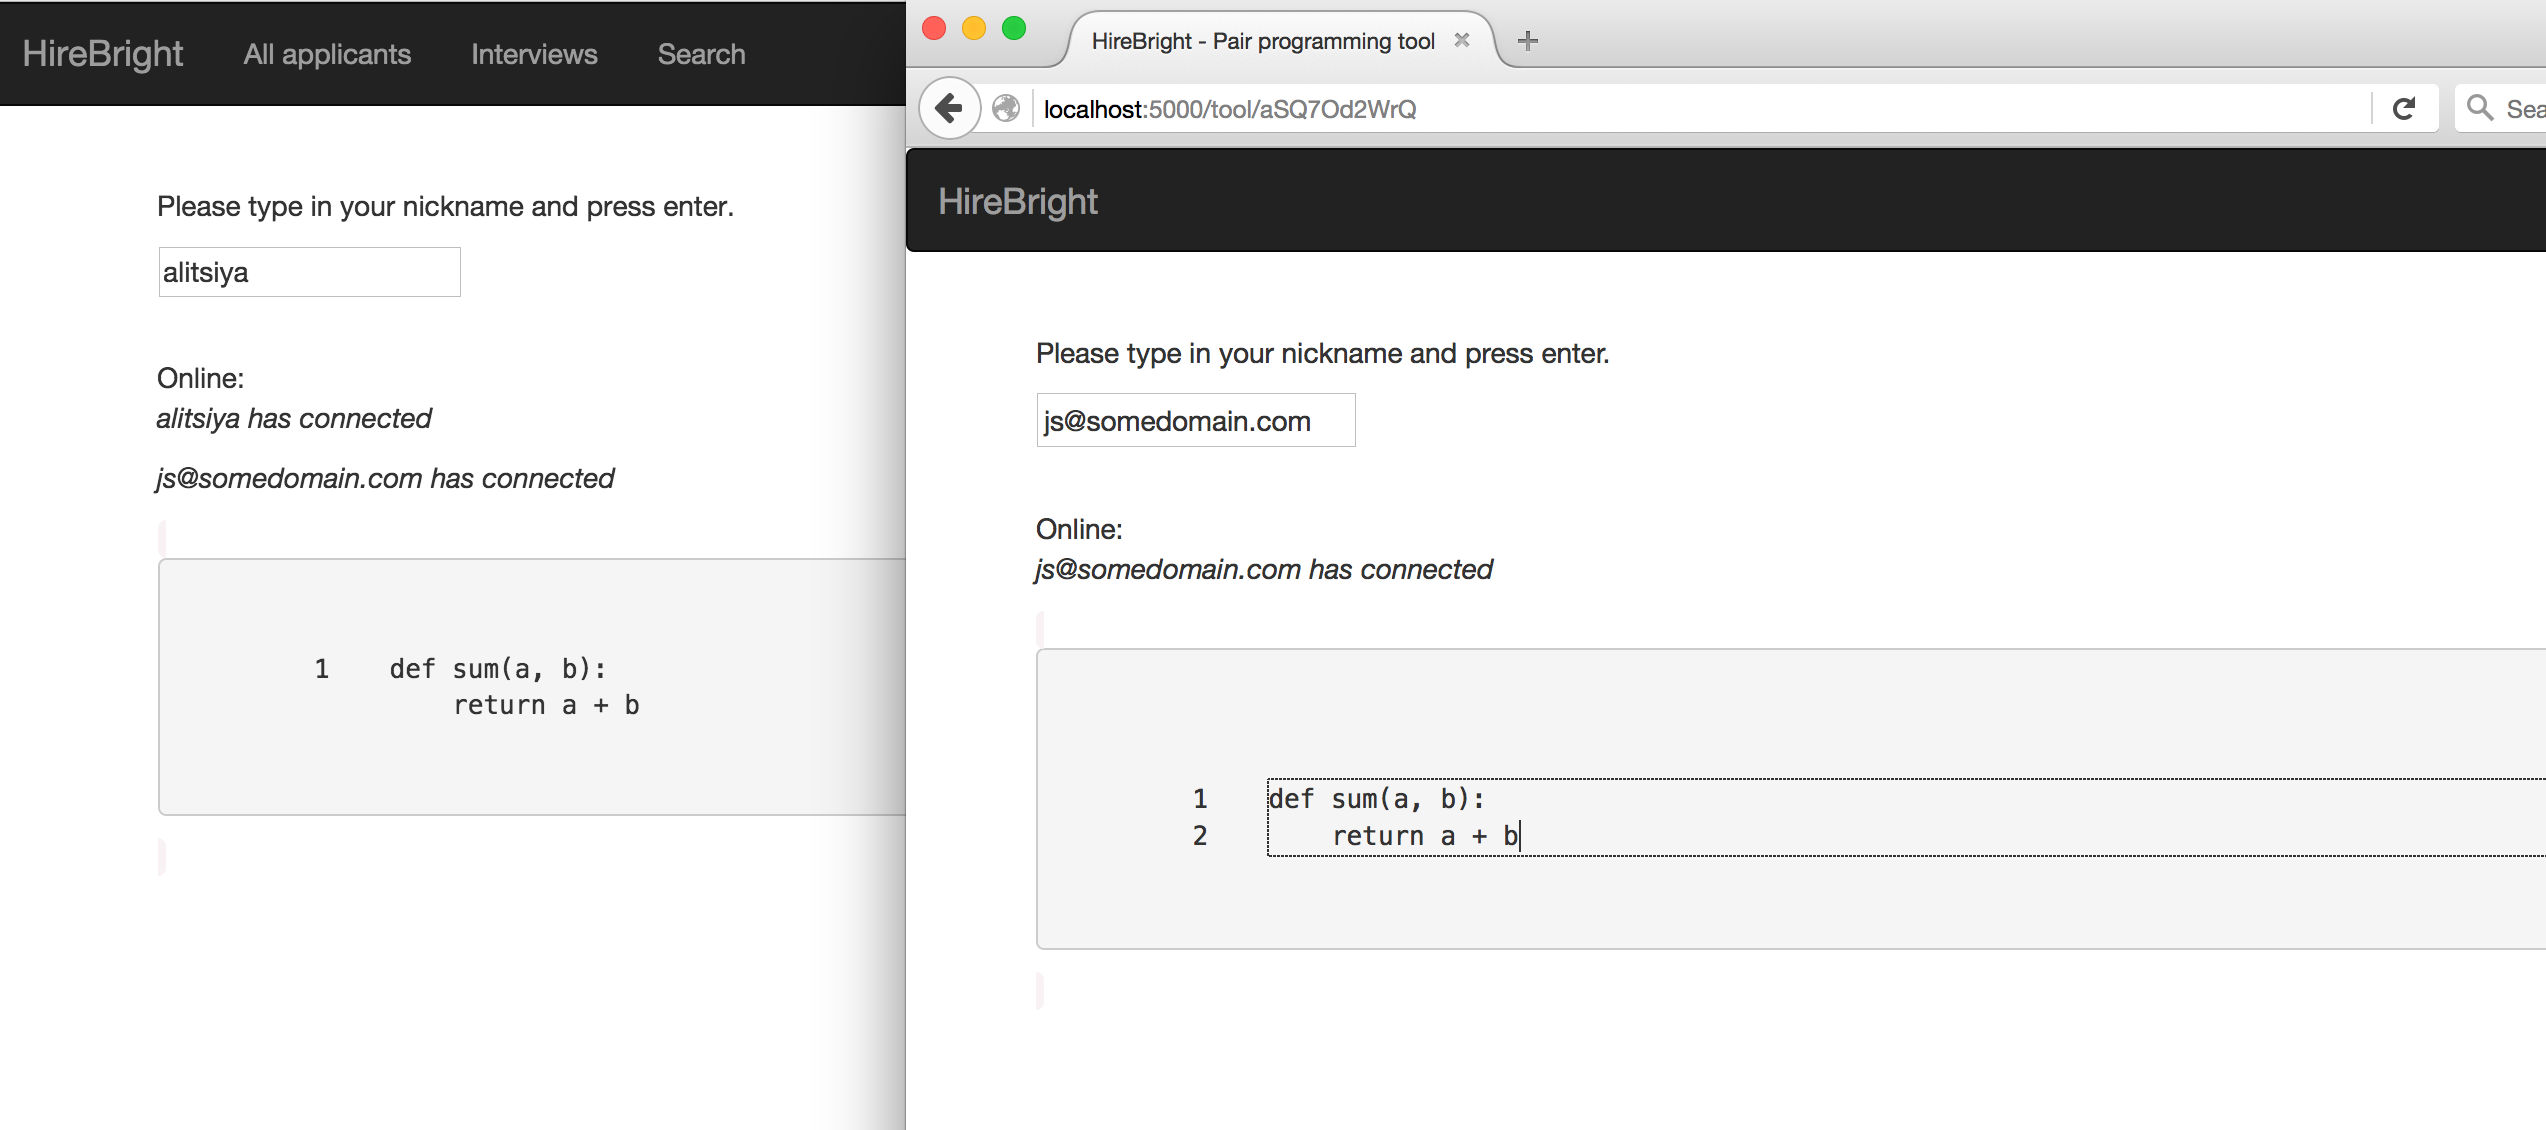 HireBright All applicants Interviews Search
Please type in your nickname and press enter.
alitsiya
Online:
alitsiya has connected
js@somedomain.com has connected
1 def sum(a, b):
return a + b
HireBright - Pair programming tool
localhost:5000/tool/aSQ7Od2WrQ
Sea
HireBright
Please type in your nickname and press enter.
js@somedomain.com
Online:
js@somedomain.com has connected
1 def sum(a, b):
2 return a + b